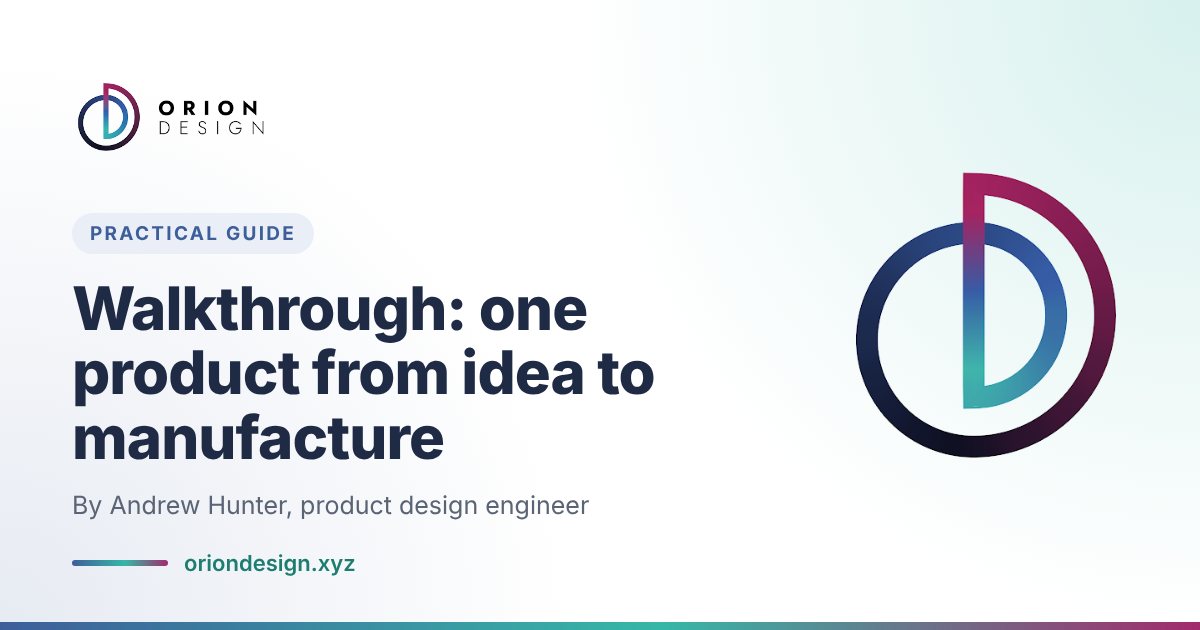 ORION
DESIGN
PRACTICAL GUIDE
Walkthrough: one
product from idea to
manufacture
By Andrew Hunter, product design engineer
oriondesign.xyz